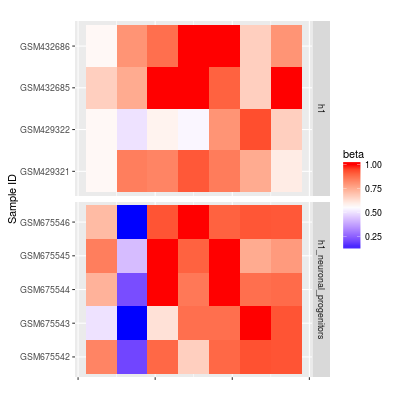 GSM432686
GSM432685
GSM429322
GSM429321
h1
GSM675546
GSM675545
GSM675544
GSM675543
GSM675542
h1_neuronal_progenitors
Sample ID
beta
1.00
0.75
0.50
0.25